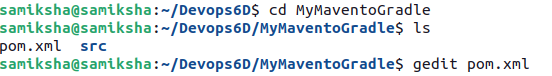 samiksha@samiksha:~/Devops6D$ cd MyMaventoGradle
samiksha@samiksha:~/Devops6D/MyMaventoGradle$ ls
pom.xml  src
samiksha@samiksha:~/Devops6D/MyMaventoGradle$ gedit pom.xml